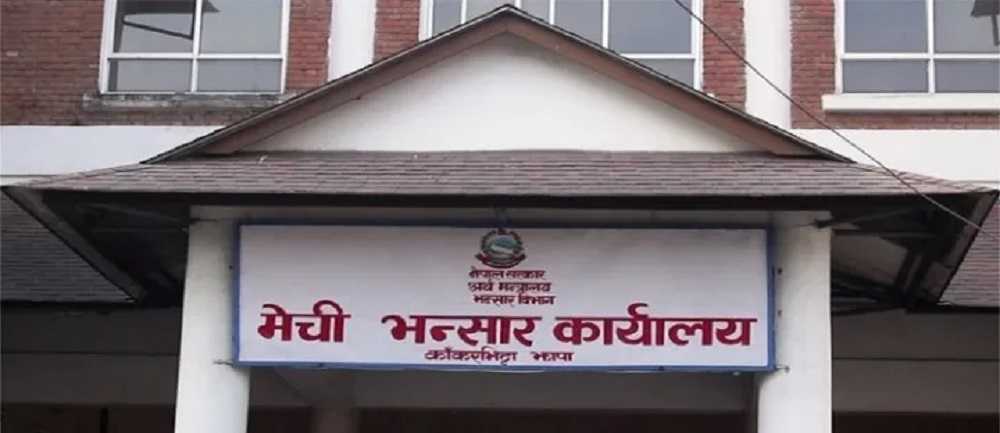 नेपाल सरकार
अर्थ मन्त्रालय
भन्सार विभाग
मेची भन्सार कार्यालय
काँकरभिट्टा झापा